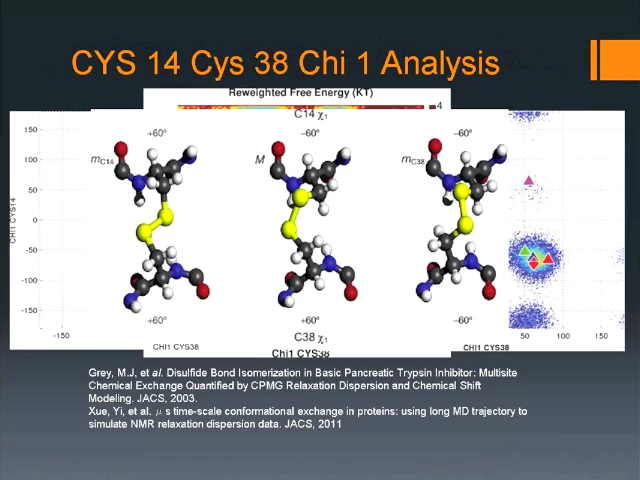 CYS 14 Cys 38 Chi 1 Analysis
Reweighted Free Energy (KT)
4
C14 χ1
+60° –60° –60°
mC14 M mC38
CHI1 CYS14
150
100
50
0
-50
-100
-150
+60° +60° –60°
C38 χ1
-150 50 100 150
CHI1 CYS38 Chi1 CYS38 CHI1 CYS38
Grey, M.J, et al. Disulfide Bond Isomerization in Basic Pancreatic Trypsin Inhibitor: Multisite
Chemical Exchange Quantified by CPMG Relaxation Dispersion and Chemical Shift
Modeling. JACS, 2003.
Xue, Yi, et al. μ s time-scale conformational exchange in proteins: using long MD trajectory to
simulate NMR relaxation dispersion data. JACS, 2011